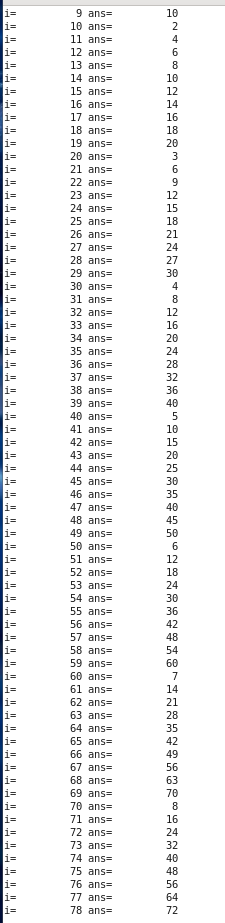 i= 9 ans= 10
i= 10 ans= 2
i= 11 ans= 4
i= 12 ans= 6
i= 13 ans= 8
i= 14 ans= 10
i= 15 ans= 12
i= 16 ans= 14
i= 17 ans= 16
i= 18 ans= 18
i= 19 ans= 20
i= 20 ans= 3
i= 21 ans= 6
i= 22 ans= 9
i= 23 ans= 12
i= 24 ans= 15
i= 25 ans= 18
i= 26 ans= 21
i= 27 ans= 24
i= 28 ans= 27
i= 29 ans= 30
i= 30 ans= 4
i= 31 ans= 8
i= 32 ans= 12
i= 33 ans= 16
i= 34 ans= 20
i= 35 ans= 24
i= 36 ans= 28
i= 37 ans= 32
i= 38 ans= 36
i= 39 ans= 40
i= 40 ans= 5
i= 41 ans= 10
i= 42 ans= 15
i= 43 ans= 20
i= 44 ans= 25
i= 45 ans= 30
i= 46 ans= 35
i= 47 ans= 40
i= 48 ans= 45
i= 49 ans= 50
i= 50 ans= 6
i= 51 ans= 12
i= 52 ans= 18
i= 53 ans= 24
i= 54 ans= 30
i= 55 ans= 36
i= 56 ans= 42
i= 57 ans= 48
i= 58 ans= 54
i= 59 ans= 60
i= 60 ans= 7
i= 61 ans= 14
i= 62 ans= 21
i= 63 ans= 28
i= 64 ans= 35
i= 65 ans= 42
i= 66 ans= 49
i= 67 ans= 56
i= 68 ans= 63
i= 69 ans= 70
i= 70 ans= 8
i= 71 ans= 16
i= 72 ans= 24
i= 73 ans= 32
i= 74 ans= 40
i= 75 ans= 48
i= 76 ans= 56
i= 77 ans= 64
i= 78 ans= 72